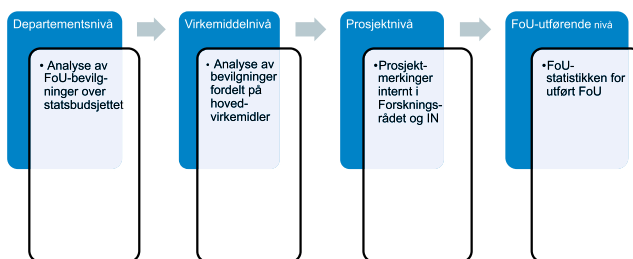 Departementsnivå
• Analyse av
FoU-bevilg-
ninger over
statsbudsjettet
Virkemiddelnivå
• Analyse av
bevilgninger
fordelt på
hoved-
virkemidler
Prosjektnivå
•Prosjekt-
merkinger
internt i
Forsknings-
rådet og IN
FoU-utførende nivå
•FoU-
statistikken for
utført FoU